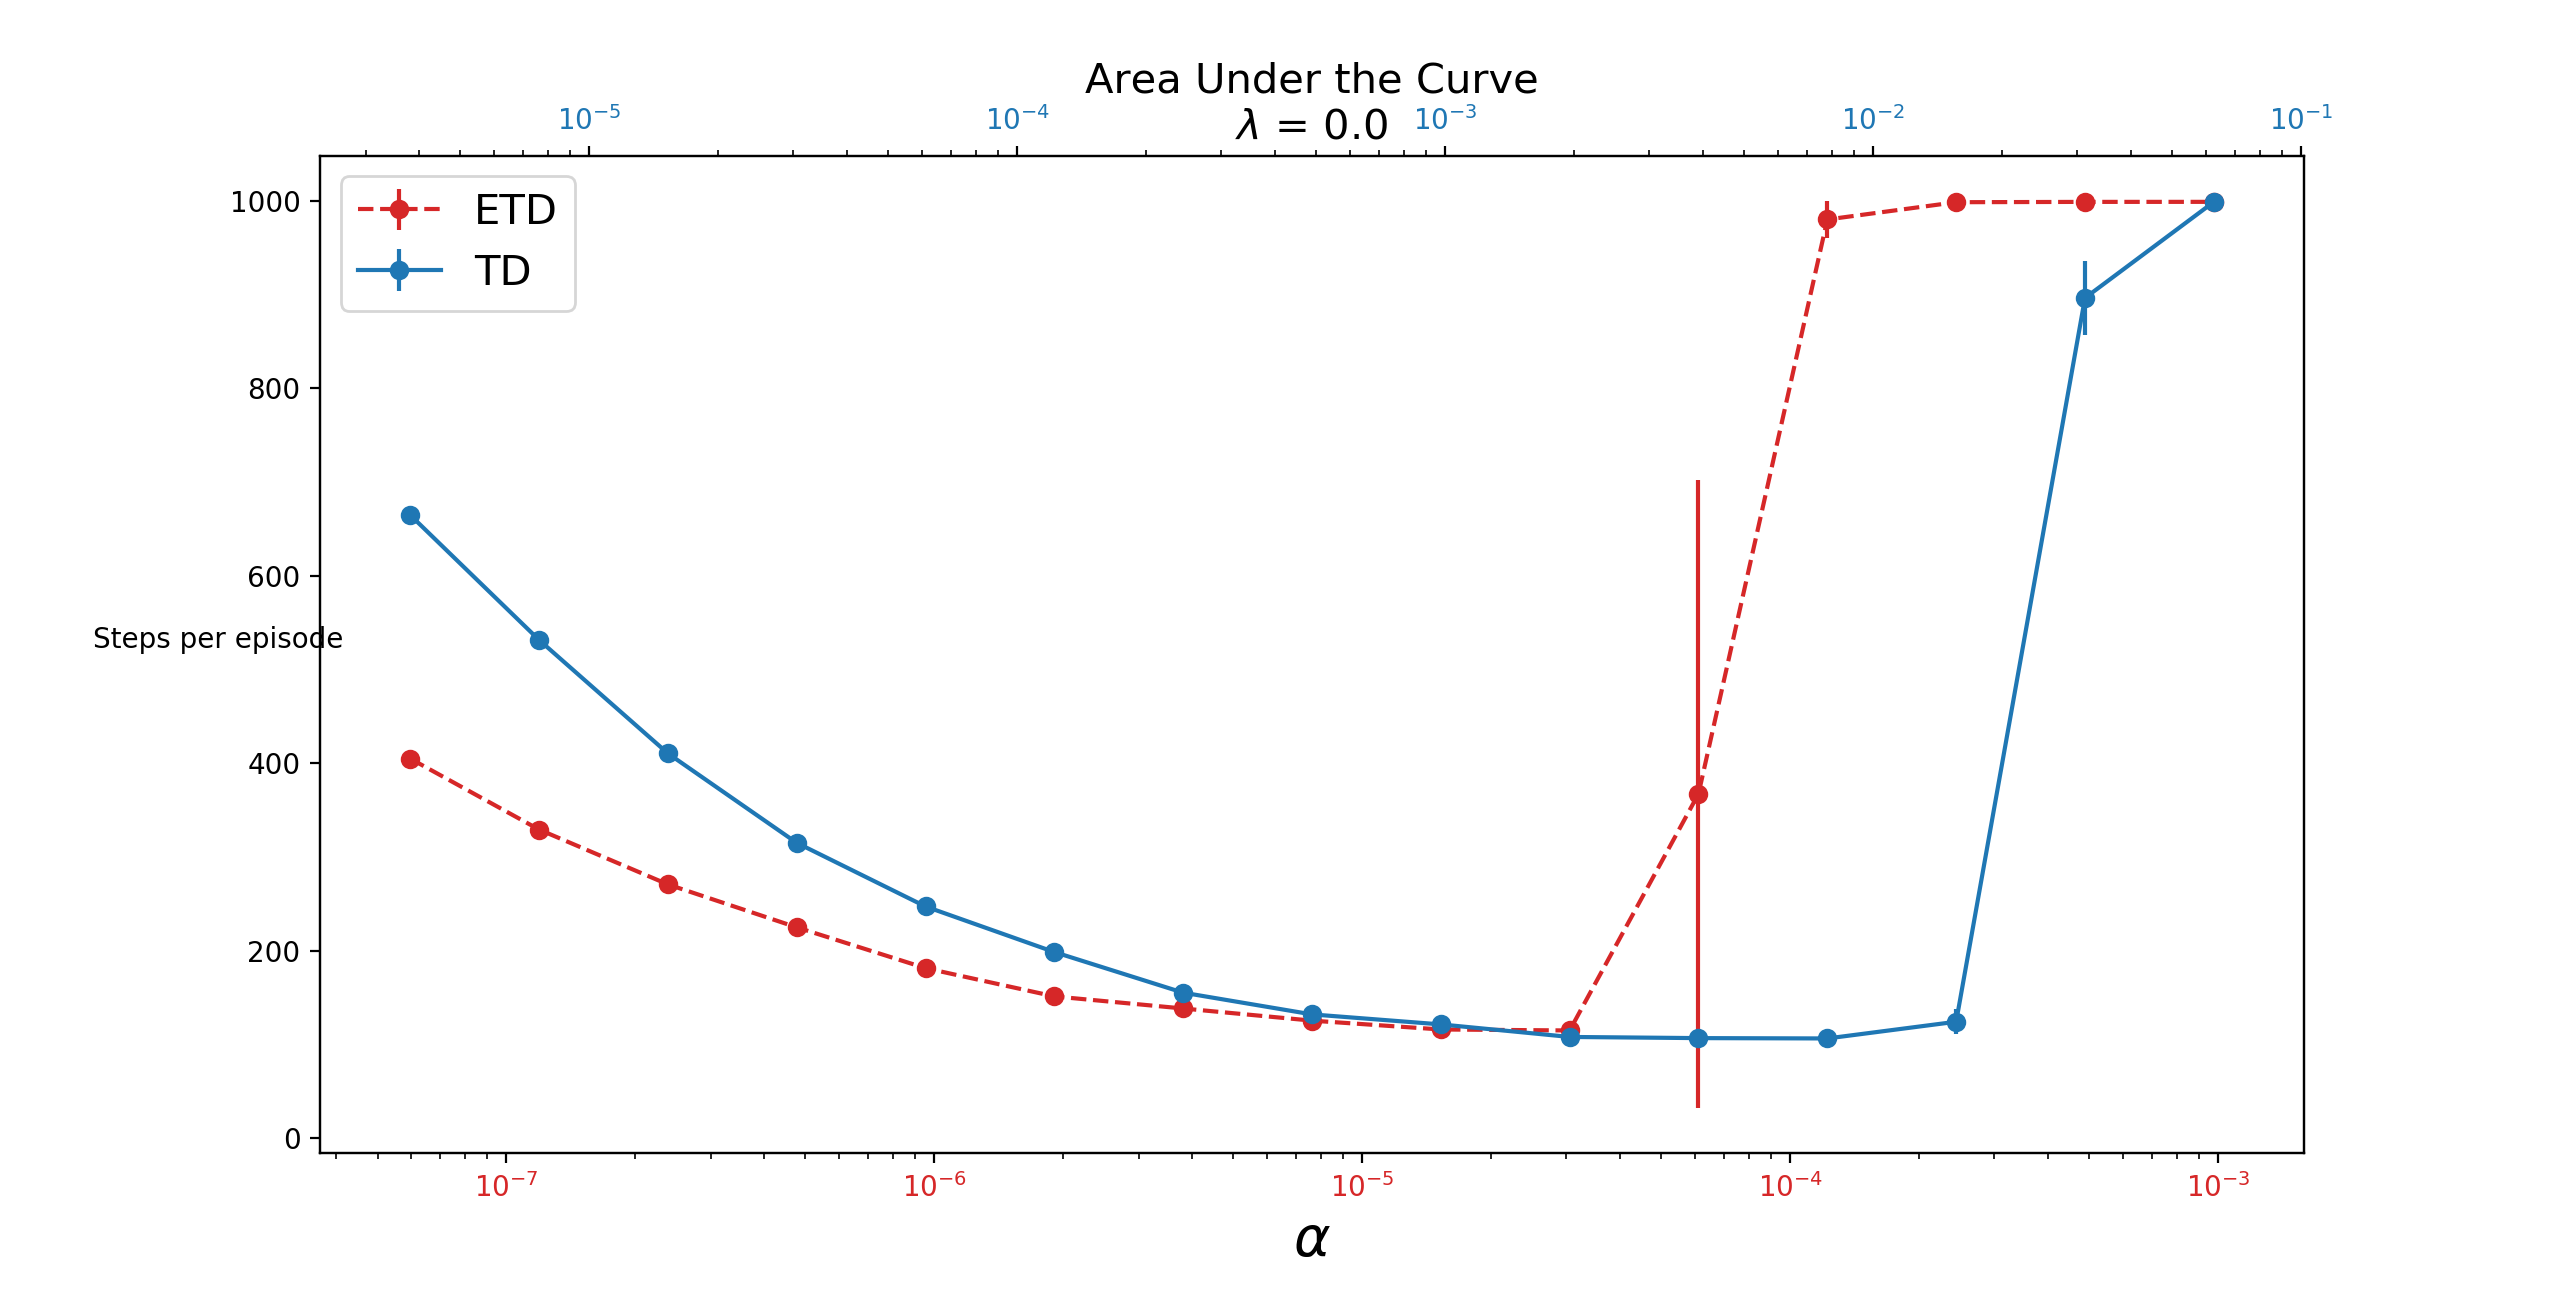 Area Under the Curve
λ = 0.0
10⁻⁵ 10⁻⁴ 10⁻³ 10⁻² 10⁻¹
ETD
TD
1000
800
600
Steps per episode
400
200
0
10⁻⁷ 10⁻⁶ 10⁻⁵ 10⁻⁴ 10⁻³
α